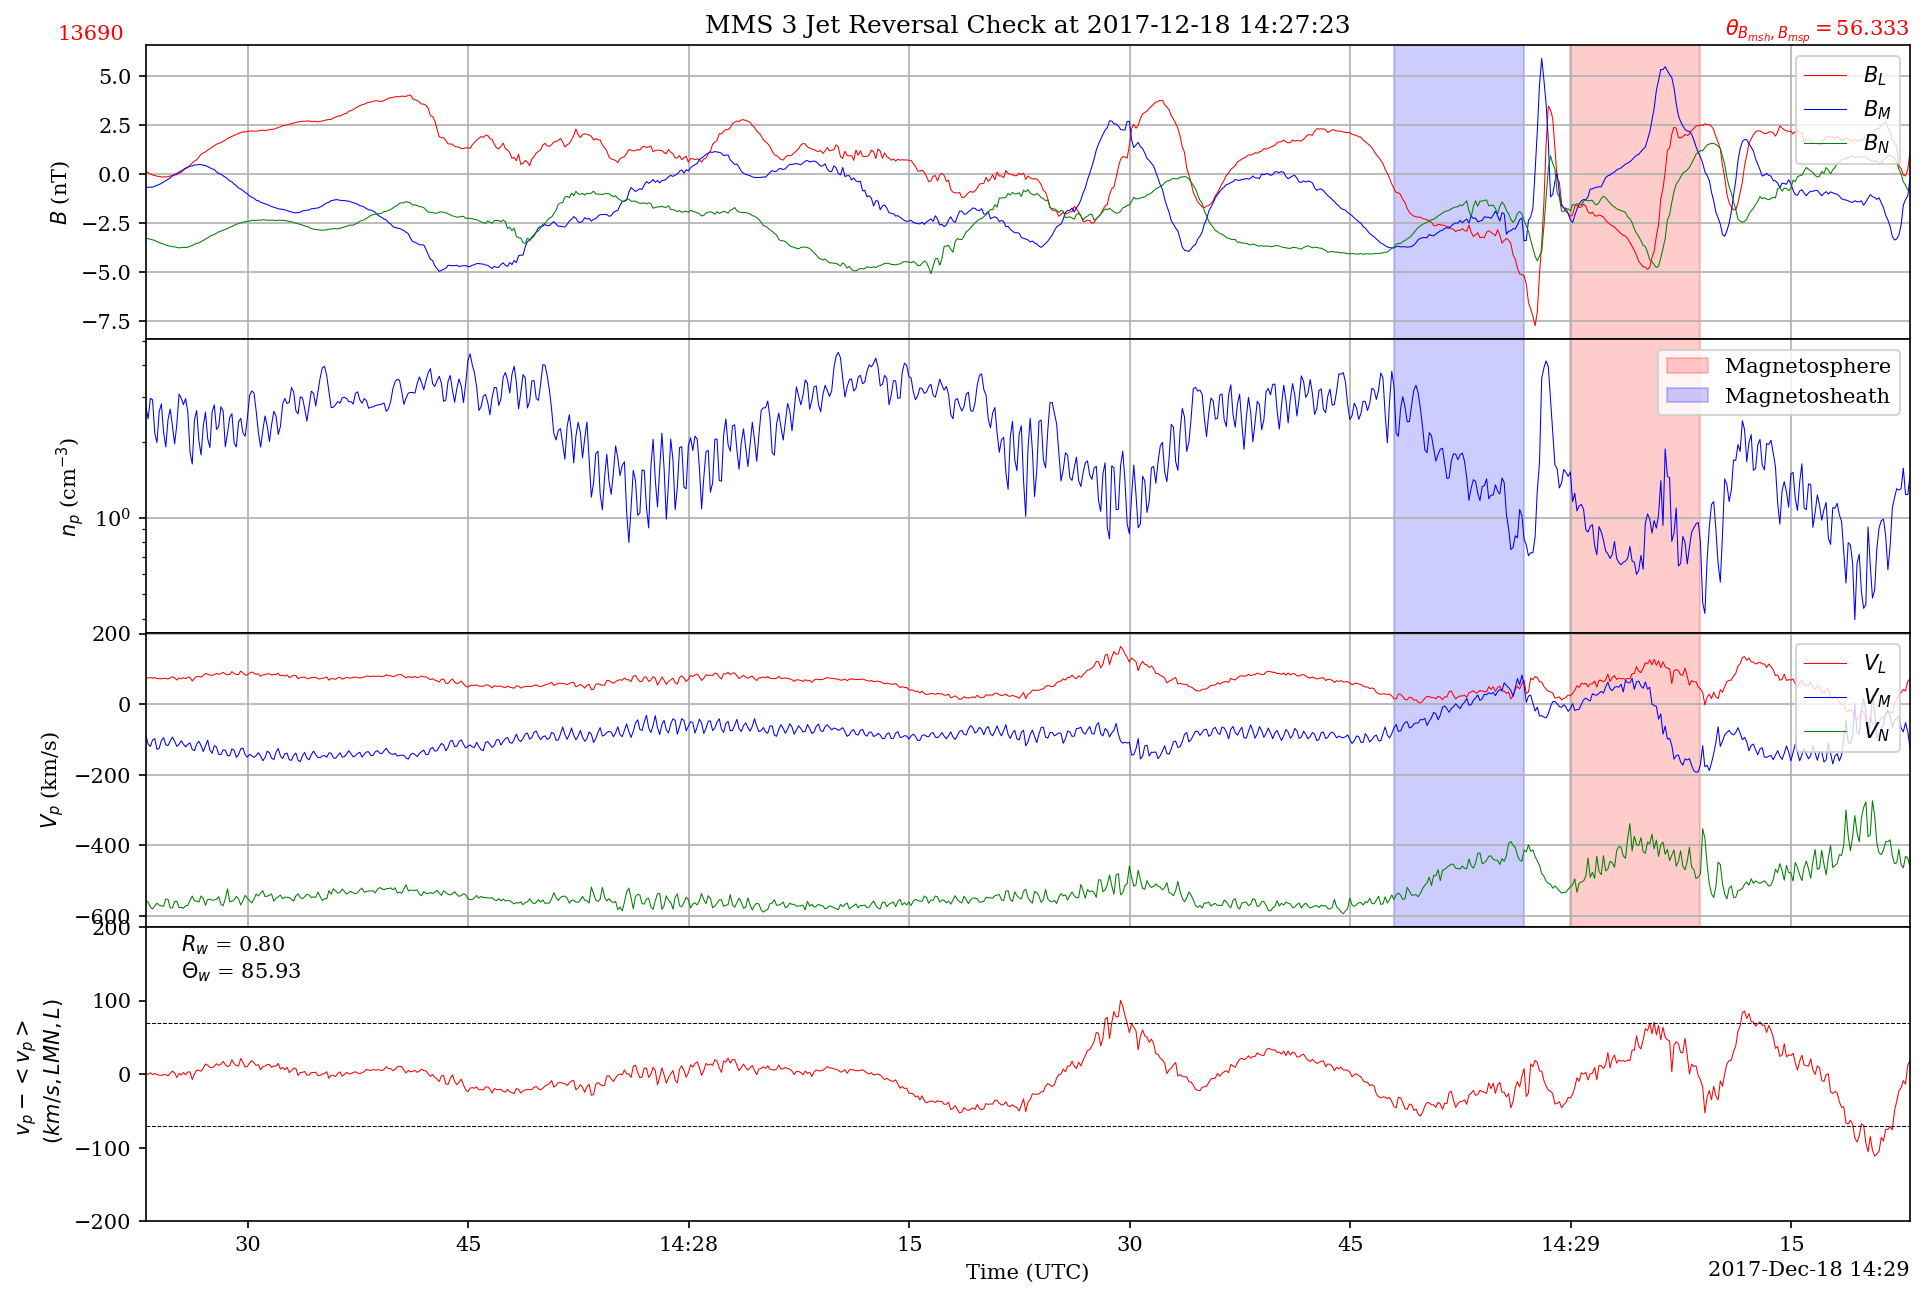 13690
MMS 3 Jet Reversal Check at 2017-12-18 14:27:23
θ_{B_{msh}, B_{msp}} = 56.333
5.0
2.5
0.0
−2.5
−5.0
−7.5
B (nT)
B_L
B_M
B_N
10^0
n_p (cm^{−3})
Magnetosphere
Magnetosheath
200
0
−200
−400
−600
V_p (km/s)
V_L
V_M
V_N
200
100
0
−100
−200
v_p − < v_p >
(km/s, LMN, L)
R_w = 0.80
Θ_w = 85.93
30 45 14:28 15 30 45 14:29 15
Time (UTC)
2017-Dec-18 14:29